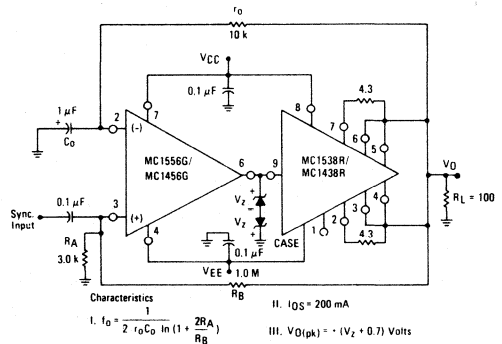 r₀
10 k
VCC
0.1 µF
8
4.3
7
6
5
1 µF
+
C₀
2
(-)
7
MC1556G/
MC1456G
6
9
MC1538R/
MC1438R
V₀
RL = 100
0.1 µF
Sync.
Input
3
(+)
4
+
Vz
Vz
+
CASE
1
2
3
4
4.3
RA
3.0 k
0.1 µF
VEE
1.0 M
RB
Characteristics
I. f₀ = 1 / (2 r₀C₀ ln (1 + 2RA/RB))
II. IOS = 200 mA
III. V₀(pk) = + (Vz + 0.7) Volts